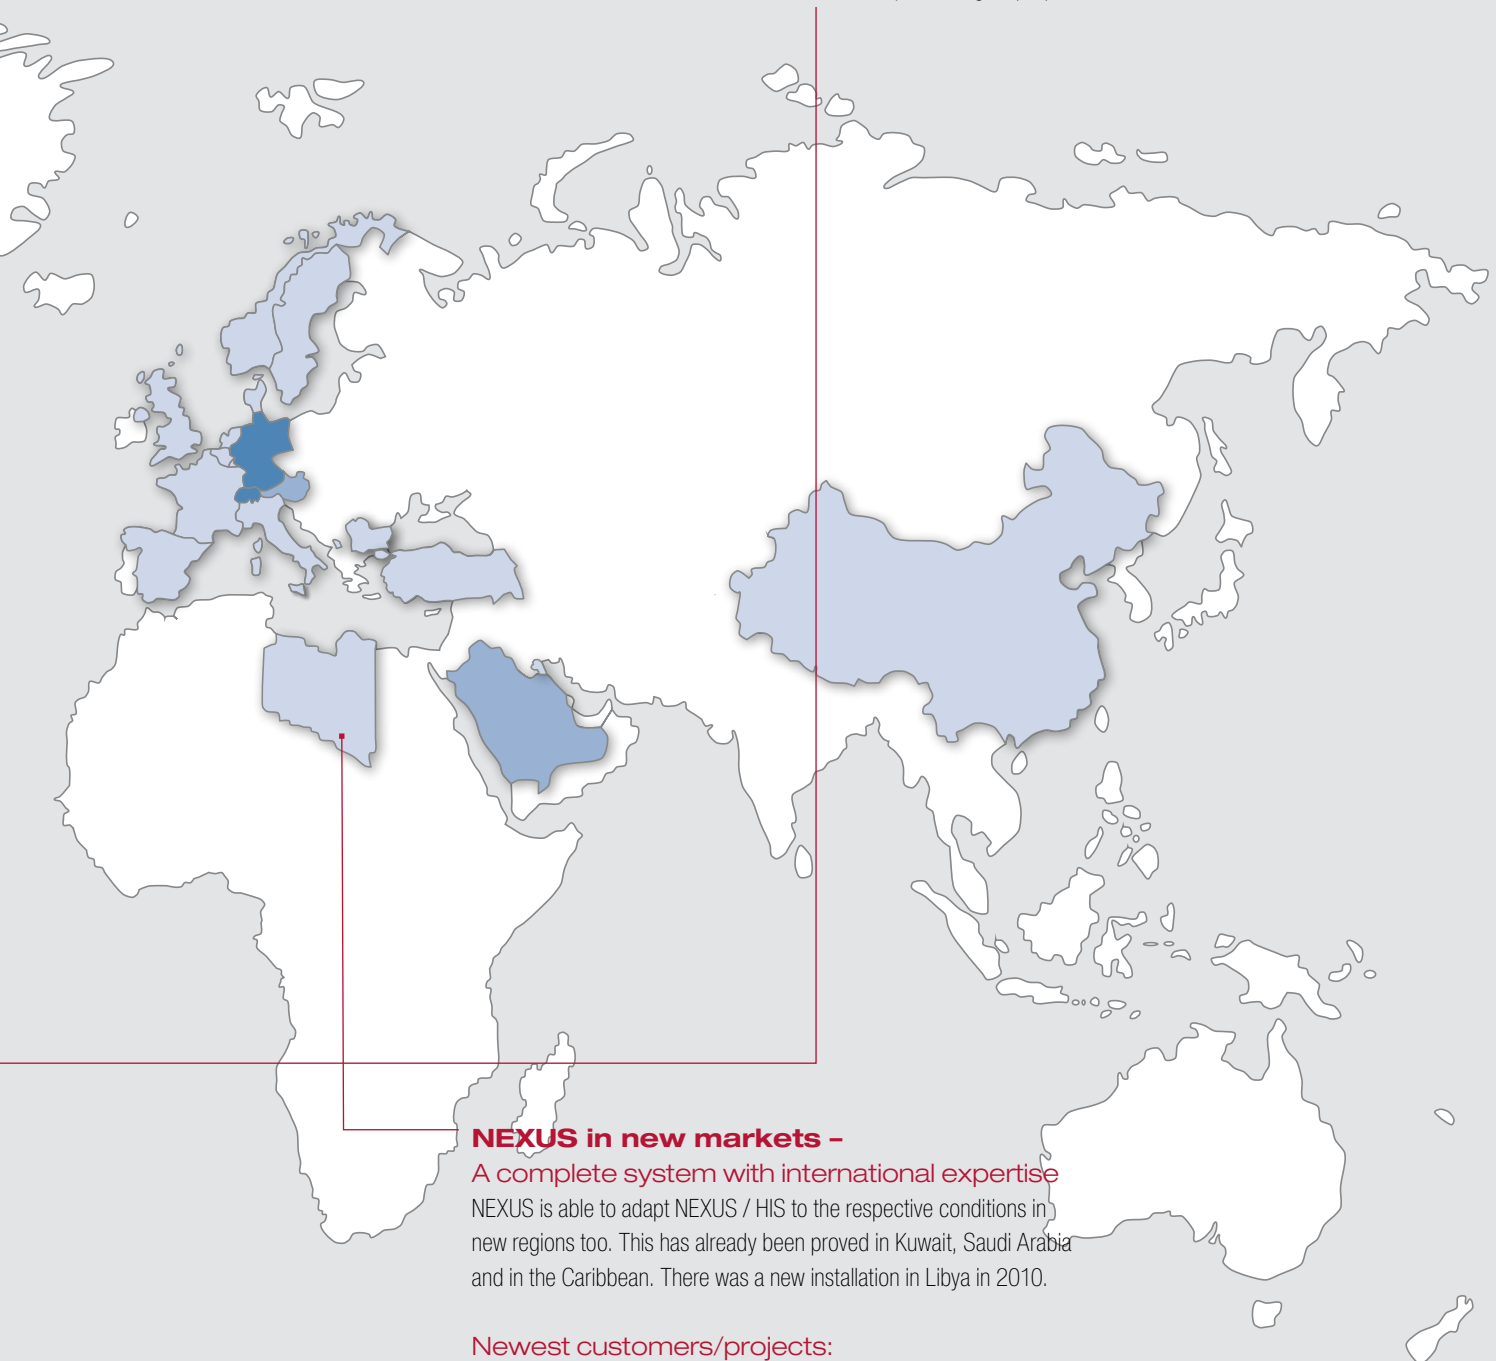 NEXUS in new markets –
A complete system with international expertise
NEXUS is able to adapt NEXUS / HIS to the respective conditions in
new regions too. This has already been proved in Kuwait, Saudi Arabia
and in the Caribbean. There was a new installation in Libya in 2010.
Newest customers/projects: